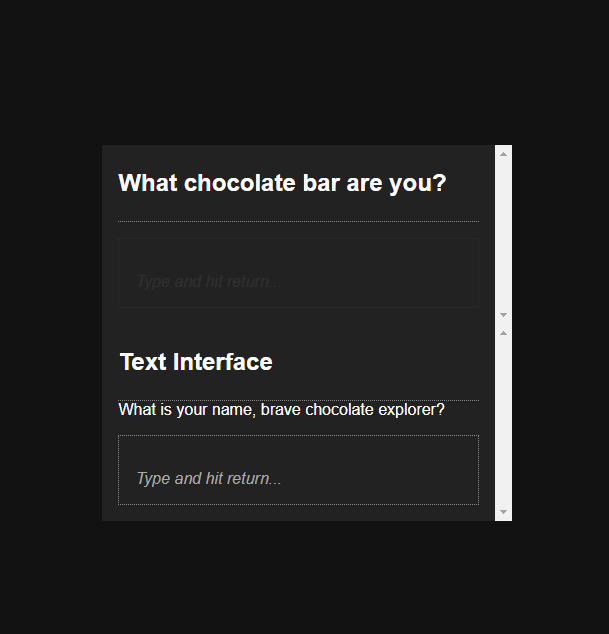 What chocolate bar are you?
Type and hit return...
Text Interface
What is your name, brave chocolate explorer?
Type and hit return...